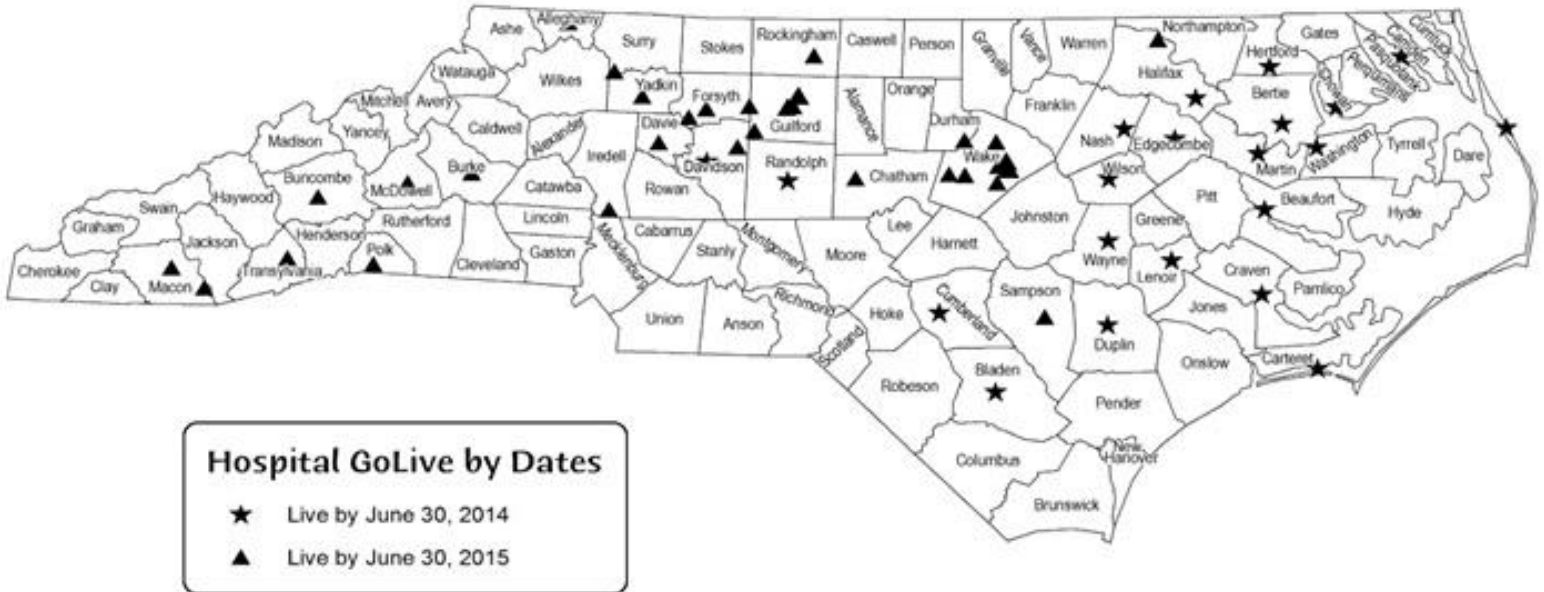 Ashe
Alleghany
Surry
Stokes
Rockingham
Caswell
Person
Granville
Vance
Warren
Northampton
Hertford
Gates
Camden
Currituck
Pasquotank
Perquimans
Chowan
Halifax
Bertie
Watauga
Wilkes
Yadkin
Forsyth
Guilford
Alamance
Orange
Durham
Franklin
Nash
Edgecombe
Mitchell
Avery
Madison
Yancey
Caldwell
Alexander
Iredell
Davie
Davidson
Randolph
Chatham
Wake
Wilson
Martin
Washington
Tyrrell
Dare
Haywood
Buncombe
McDowell
Burke
Catawba
Rowan
Swain
Graham
Jackson
Henderson
Rutherford
Lincoln
Cabarrus
Stanly
Montgomery
Moore
Lee
Harnett
Johnston
Greene
Pitt
Beaufort
Hyde
Cherokee
Clay
Macon
Transylvania
Polk
Cleveland
Gaston
Mecklenburg
Wayne
Lenoir
Craven
Pamlico
Union
Anson
Richmond
Scotland
Hoke
Cumberland
Sampson
Duplin
Jones
Onslow
Carteret
Robeson
Bladen
Pender
Columbus
New
Hanover
Brunswick
Hospital GoLive by Dates
Live by June 30, 2014
Live by June 30, 2015